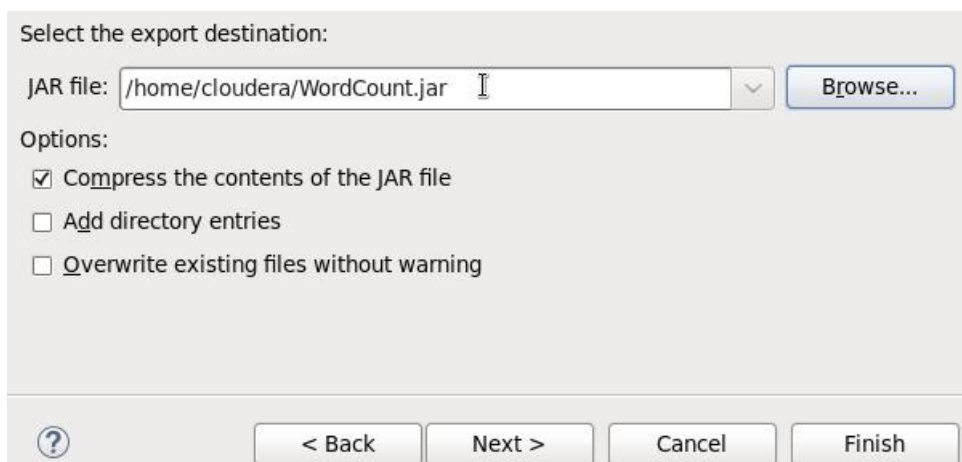 Select the export destination:
JAR file: /home/cloudera/WordCount.jar Browse...
Options:
Compress the contents of the JAR file
Add directory entries
Overwrite existing files without warning
? < Back Next > Cancel Finish